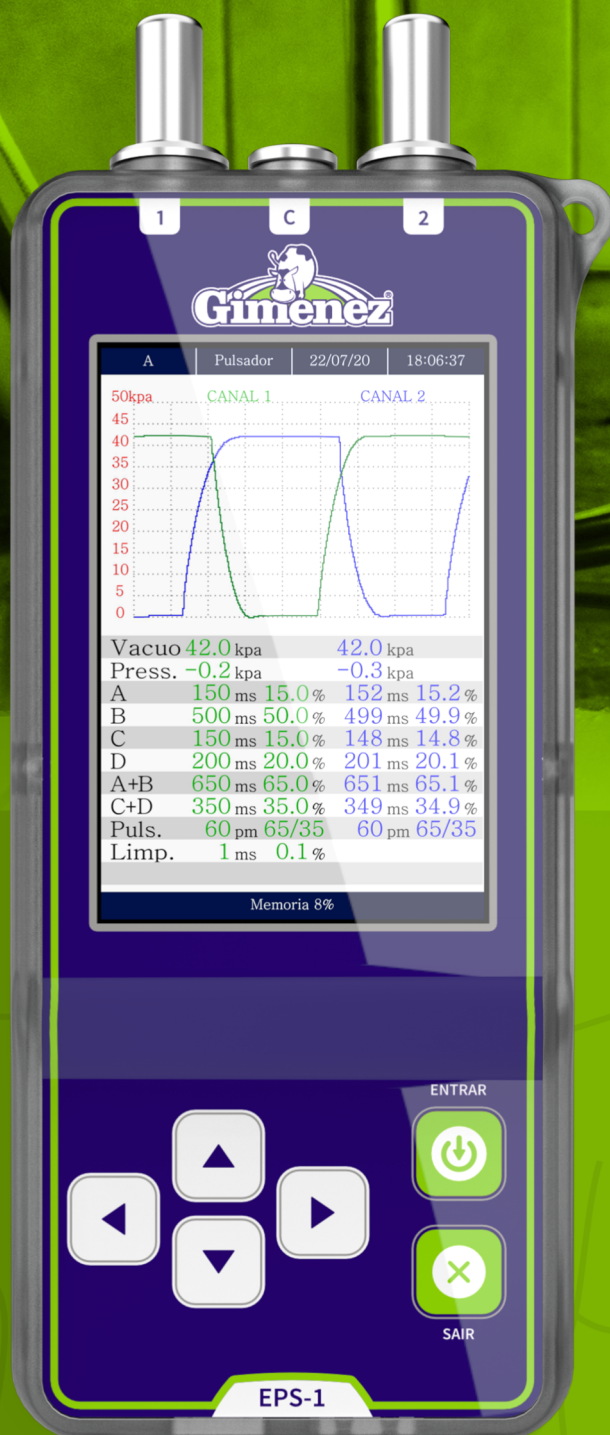 1 C 2
Gimenez®
A Pulsador 22/07/20 18:06:37
50kpa CANAL 1 CANAL 2
45
40
35
30
25
20
15
10
5
0
Vacuo 42.0 kpa 42.0 kpa
Press. -0.2 kpa -0.3 kpa
A 150 ms 15.0 % 152 ms 15.2 %
B 500 ms 50.0 % 499 ms 49.9 %
C 150 ms 15.0 % 148 ms 14.8 %
D 200 ms 20.0 % 201 ms 20.1 %
A+B 650 ms 65.0 % 651 ms 65.1 %
C+D 350 ms 35.0 % 349 ms 34.9 %
Puls. 60 pm 65/35 60 pm 65/35
Limp. 1 ms 0.1 %
Memoria 8%
ENTRAR
SAIR
EPS-1